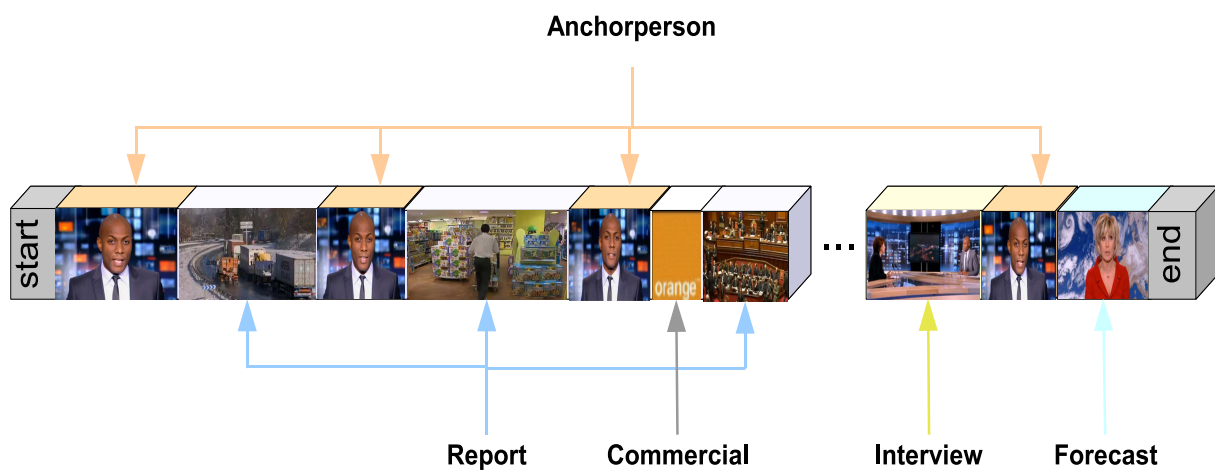 Anchorperson
start
orange
...
end
Report
Commercial
Interview
Forecast